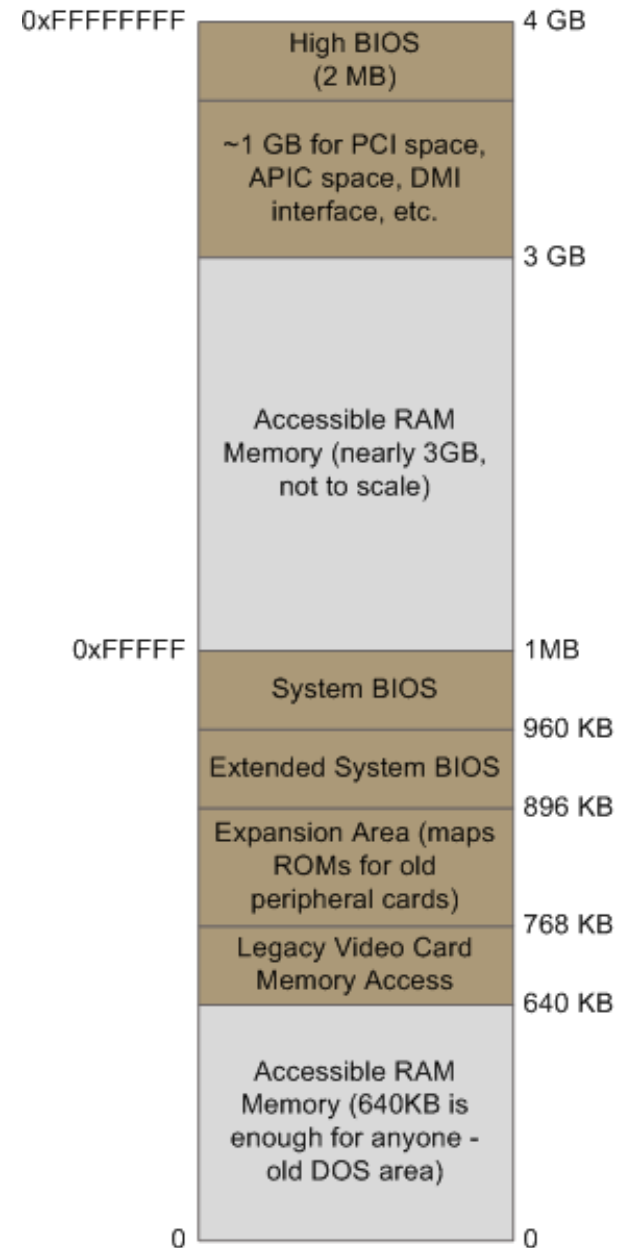 0xFFFFFFFF
4 GB
High BIOS
(2 MB)
~1 GB for PCI space,
APIC space, DMI
interface, etc.
3 GB
Accessible RAM
Memory (nearly 3GB,
not to scale)
0xFFFFF
1MB
System BIOS
960 KB
Extended System BIOS
896 KB
Expansion Area (maps
ROMs for old
peripheral cards)
768 KB
Legacy Video Card
Memory Access
640 KB
Accessible RAM
Memory (640KB is
enough for anyone -
old DOS area)
0
0